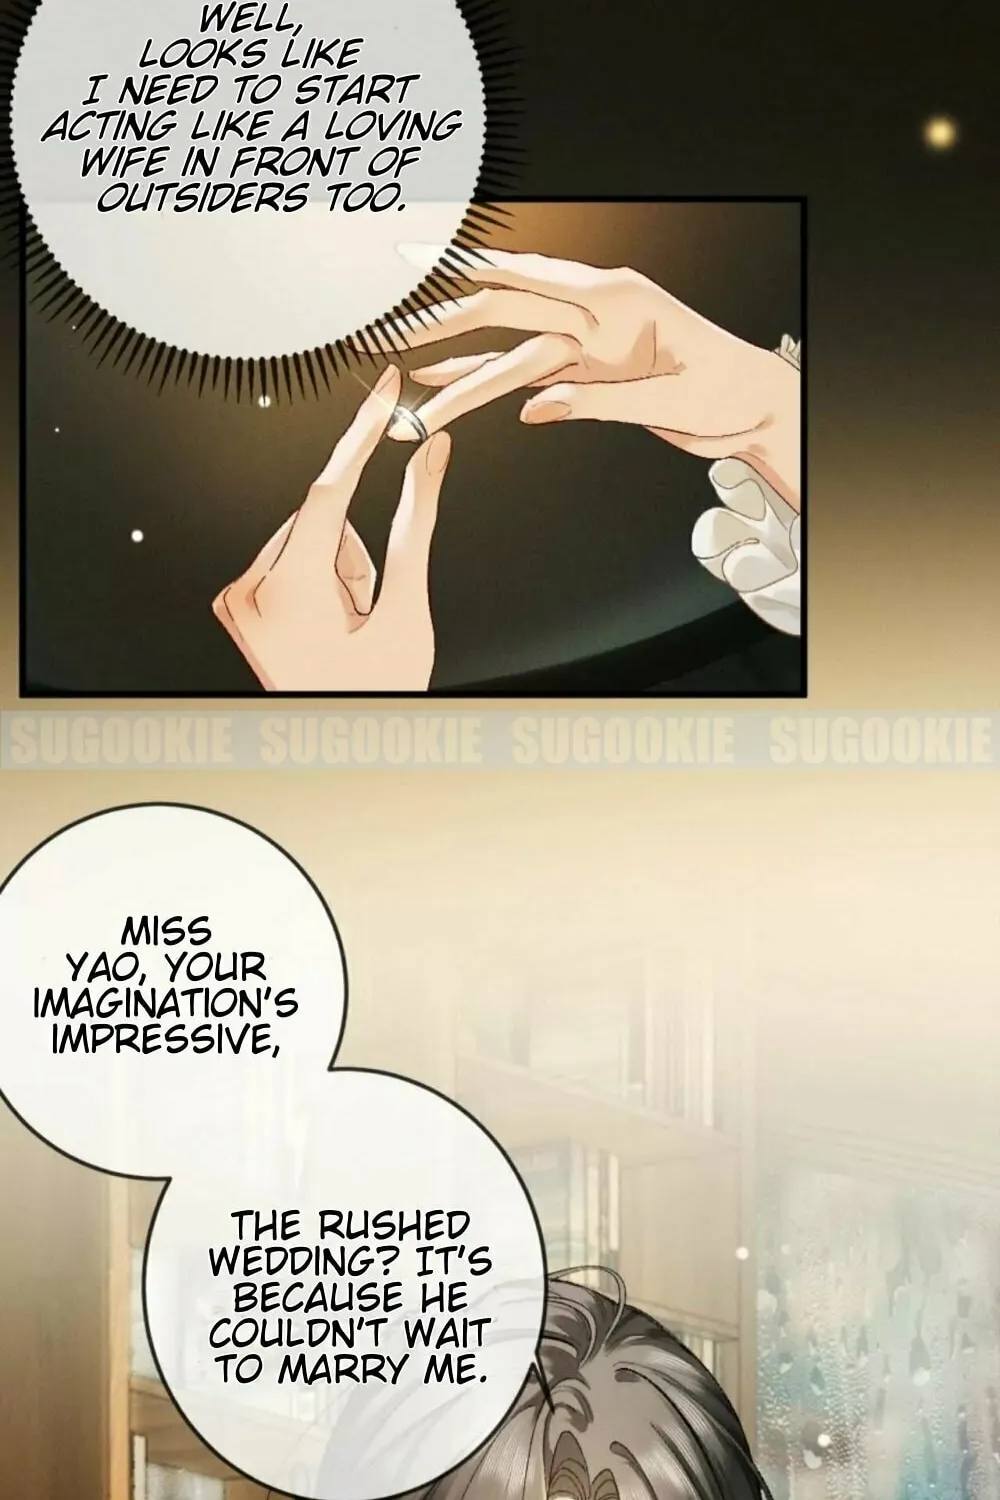 WELL,
LOOKS LIKE
I NEED TO START
ACTING LIKE A LOVING
WIFE IN FRONT OF
OUTSIDERS TOO.
SUGOOKIE SUGOOKIE SUGOOKIE SUGOOKIE
MISS
YAO, YOUR
IMAGINATION'S
IMPRESSIVE,
THE RUSHED
WEDDING? IT'S
BECAUSE HE
COULDN'T WAIT
TO MARRY ME.